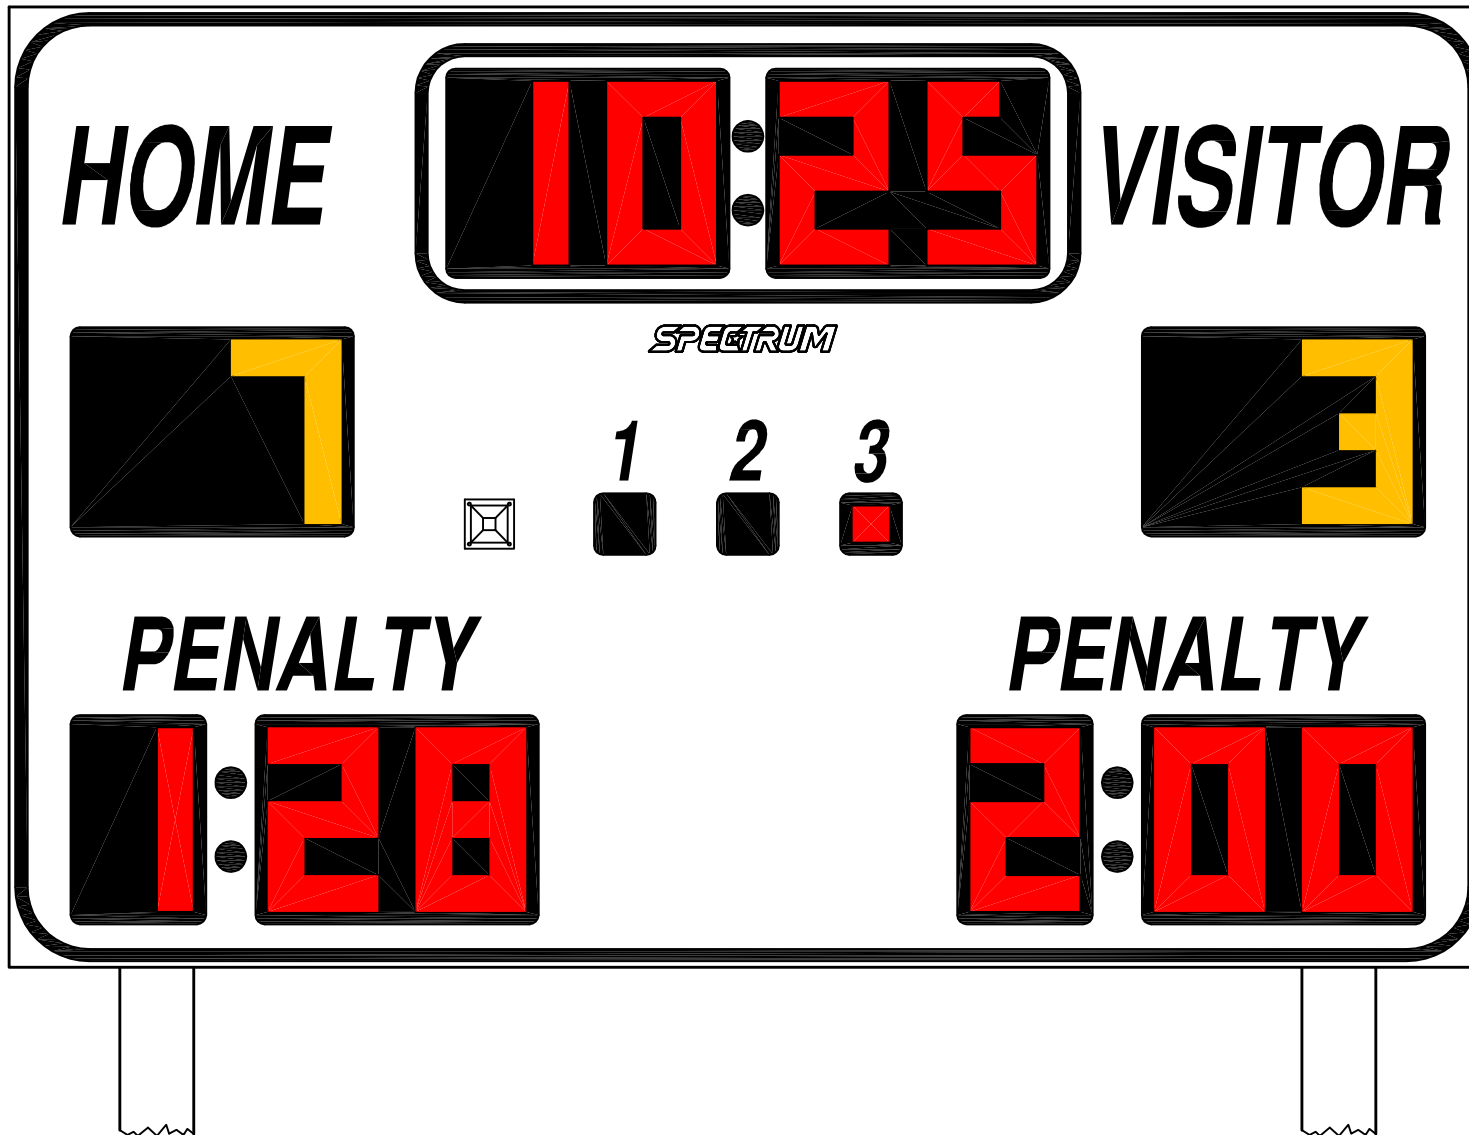 HOME 10:25 VISITOR
SPECTRUM
7 3
1 2 3
PENALTY PENALTY
1:28 2:00